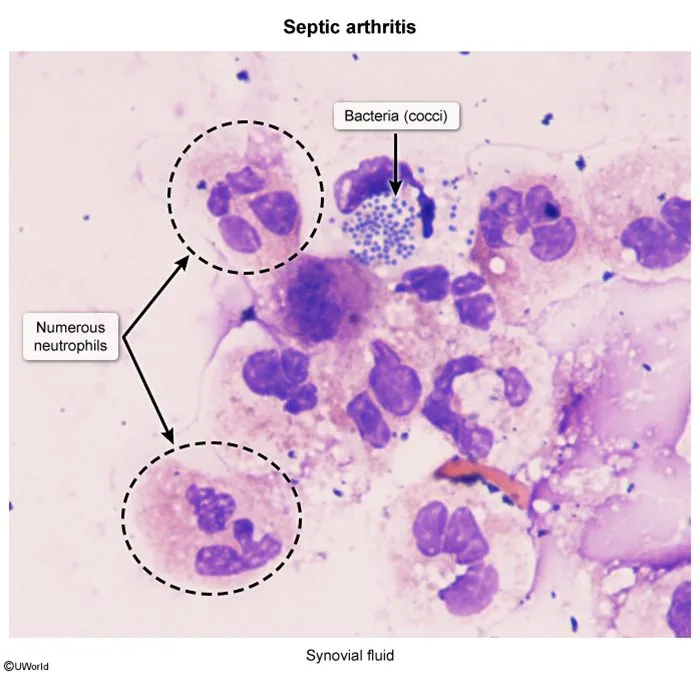 Septic arthritis
Bacteria (cocci)
Numerous
neutrophils
Synovial fluid
©UWorld